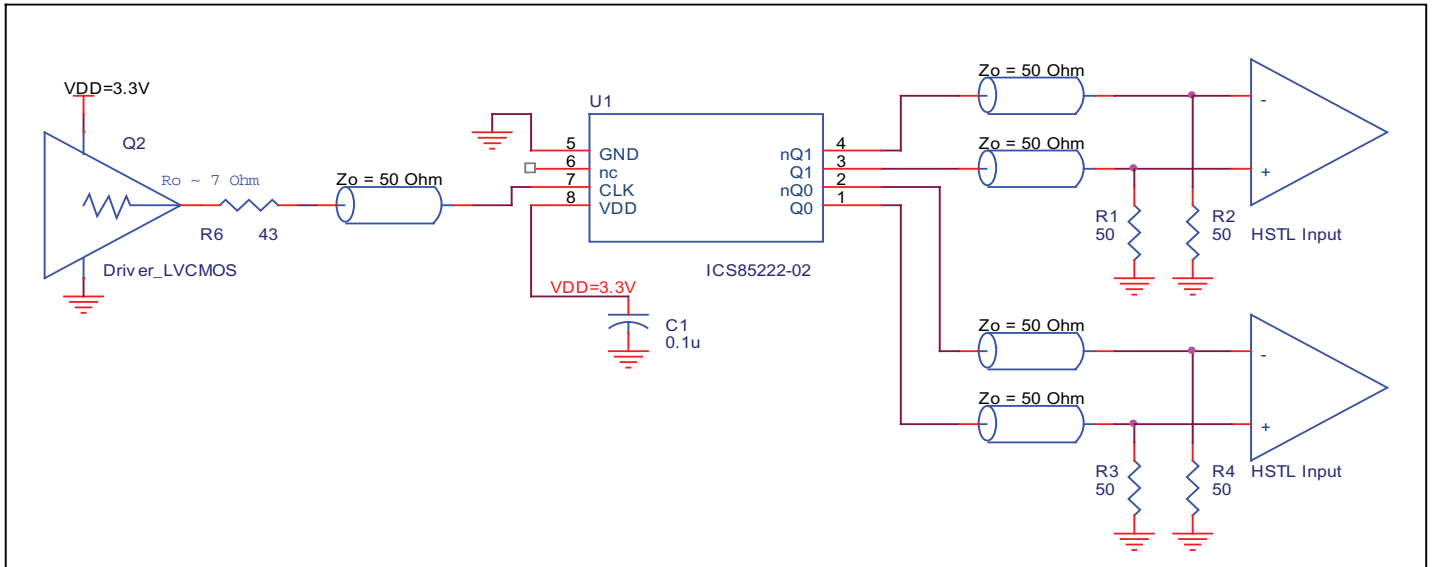 VDD=3.3V
Q2
Ro ~ 7 Ohm
R6 43
Driver_LVCMOS
Zo = 50 Ohm
U1
5 GND
6 nc
7 CLK
8 VDD
nQ1 4
Q1 3
nQ0 2
Q0 1
ICS85222-02
VDD=3.3V
C1
0.1u
Zo = 50 Ohm
Zo = 50 Ohm
-
+
R1
50
R2
50
HSTL Input
Zo = 50 Ohm
Zo = 50 Ohm
-
+
R3
50
R4
50
HSTL Input